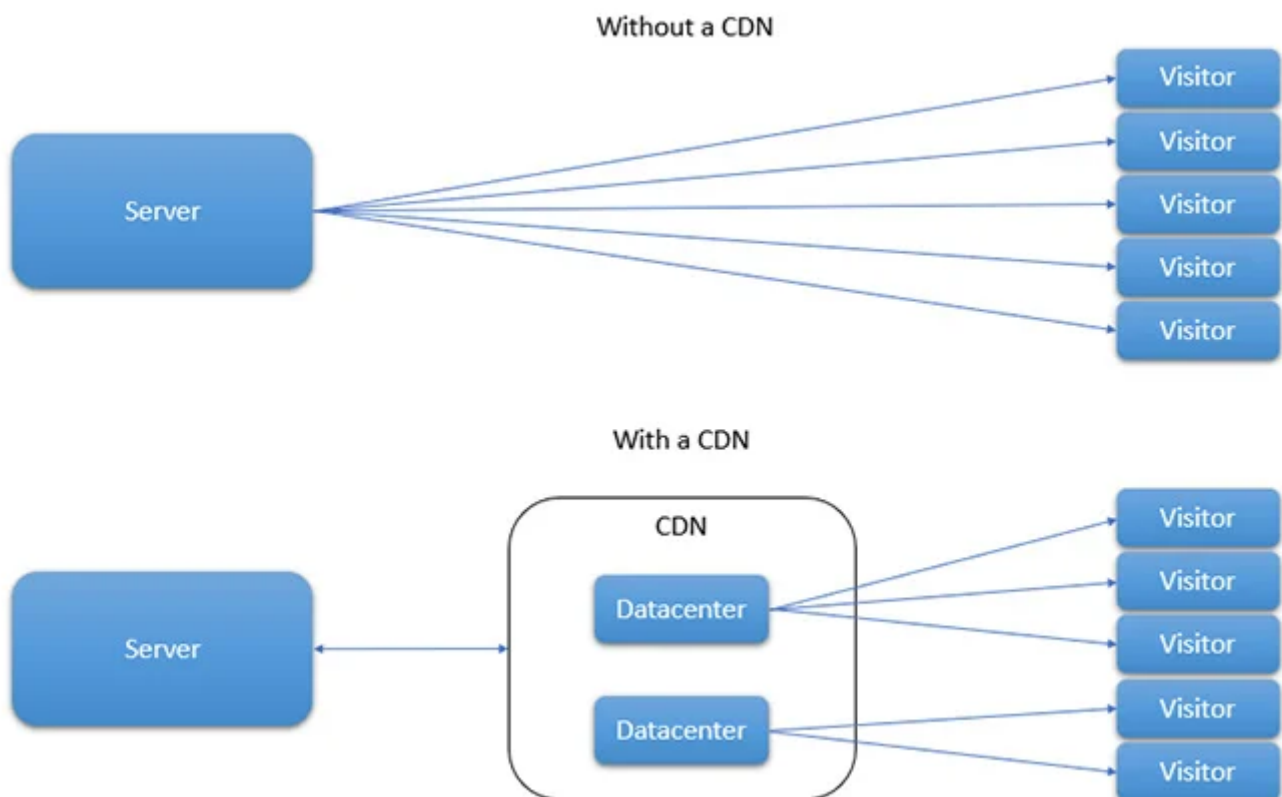 Without a CDN
Visitor
Visitor
Server
Visitor
Visitor
Visitor
With a CDN
CDN
Visitor
Datacenter
Visitor
Server
Visitor
Datacenter
Visitor
Visitor